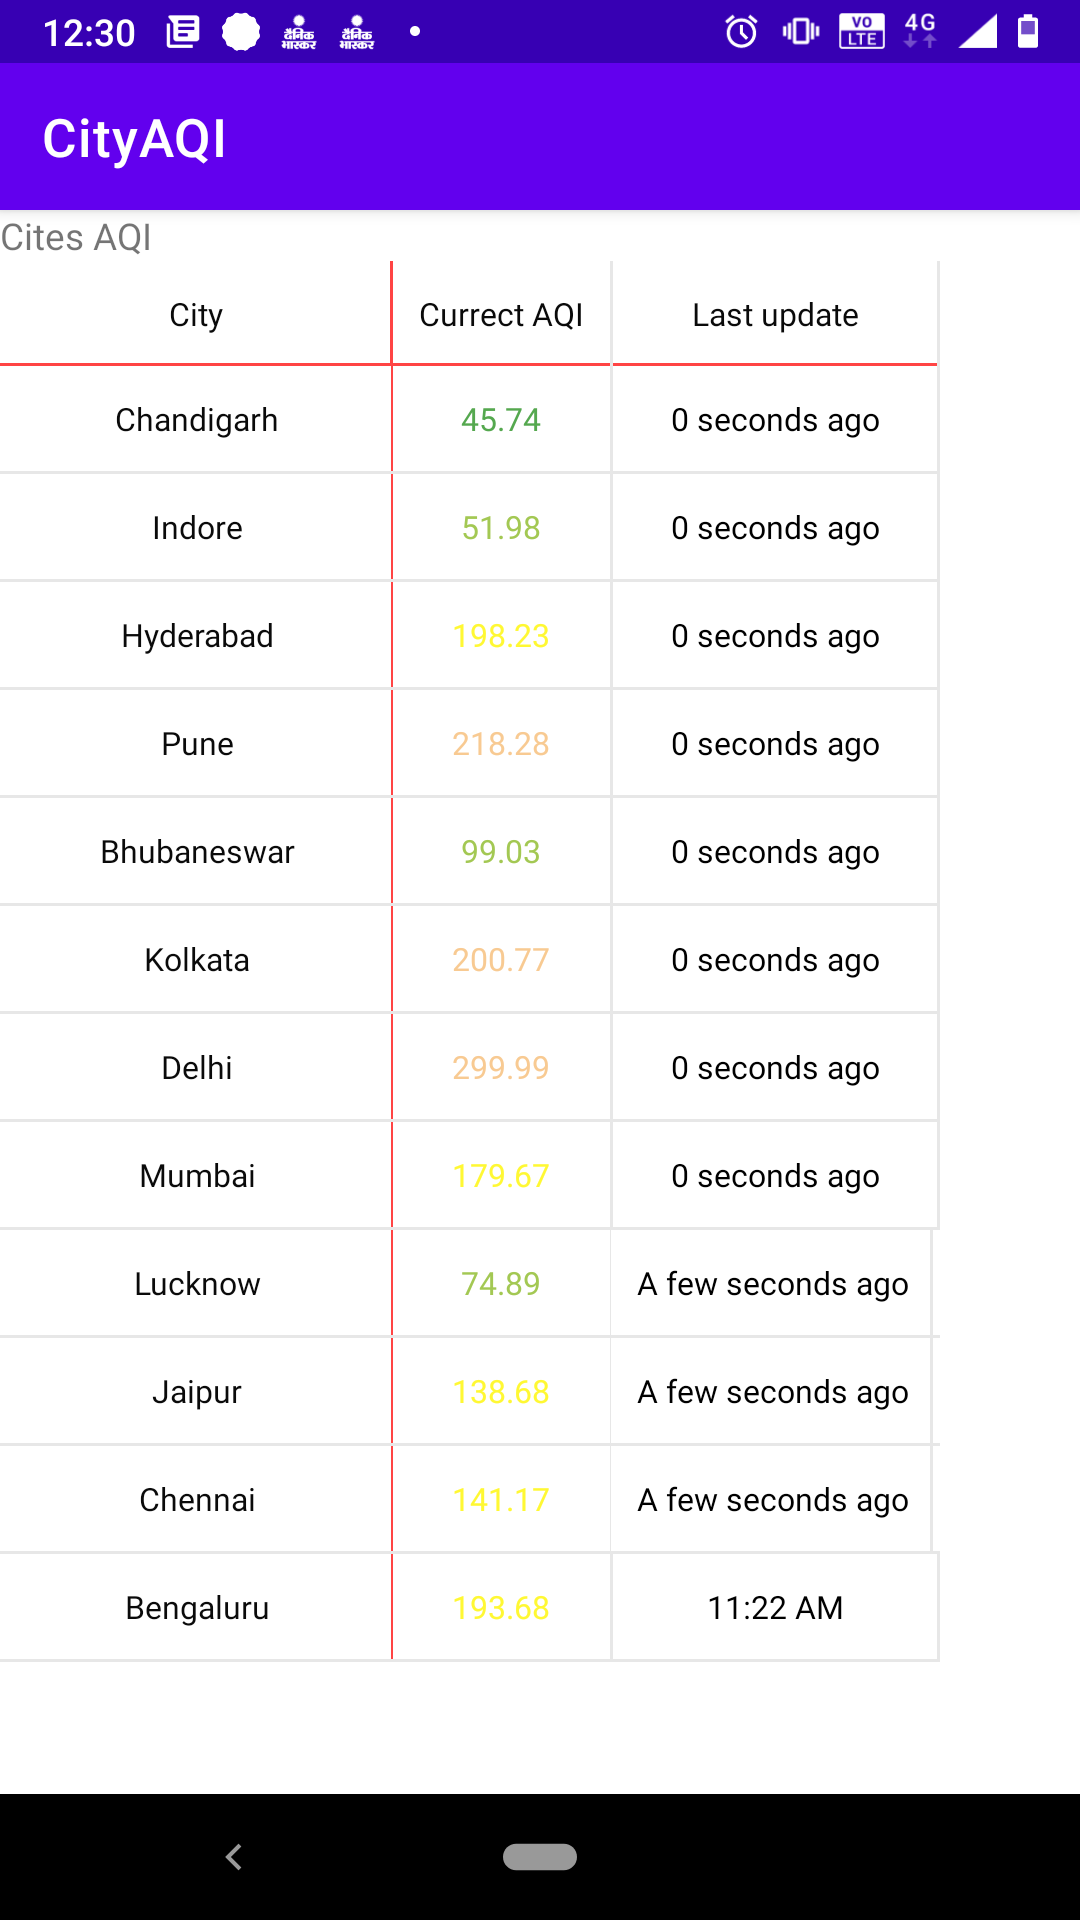 12:30 दैनिक भास्कर दैनिक भास्कर VO LTE 4G
CityAQI
Cites AQI
City Currect AQI Last update
Chandigarh 45.74 0 seconds ago
Indore 51.98 0 seconds ago
Hyderabad 198.23 0 seconds ago
Pune 218.28 0 seconds ago
Bhubaneswar 99.03 0 seconds ago
Kolkata 200.77 0 seconds ago
Delhi 299.99 0 seconds ago
Mumbai 179.67 0 seconds ago
Lucknow 74.89 A few seconds ago
Jaipur 138.68 A few seconds ago
Chennai 141.17 A few seconds ago
Bengaluru 193.68 11:22 AM